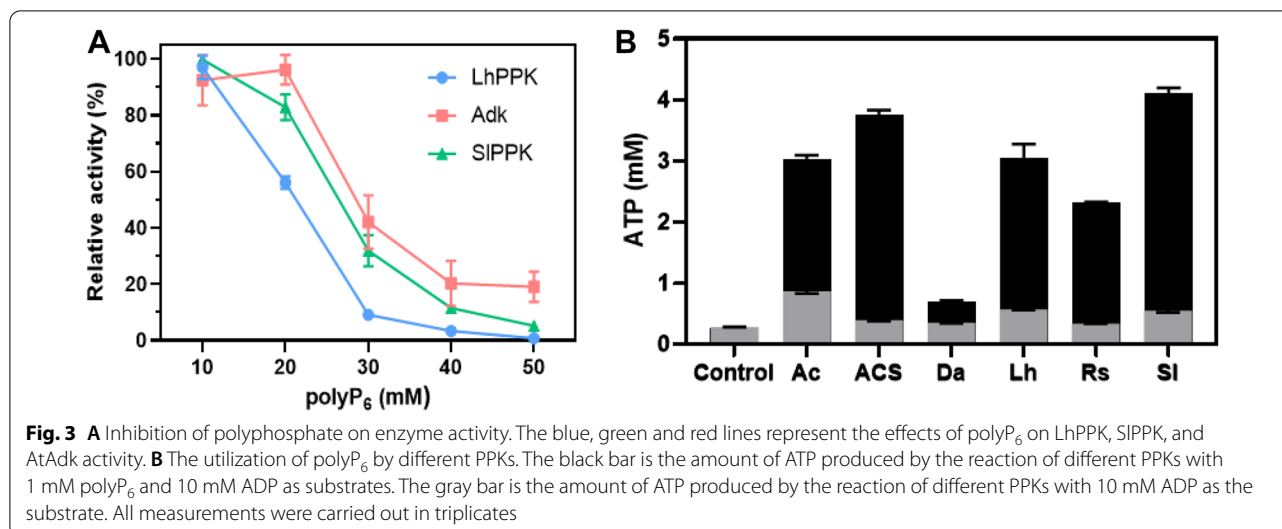 A
100
80
60
40
20
0
Relative activity (%)
LhPPK
Adk
SlPPK
10 20 30 40 50
polyP₆ (mM)
B
5
4
3
2
1
0
ATP (mM)
Control Ac ACS Da Lh Rs Sl
Fig. 3 A Inhibition of polyphosphate on enzyme activity. The blue, green and red lines represent the effects of polyP₆ on LhPPK, SlPPK, and
AtAdk activity. B The utilization of polyP₆ by different PPKs. The black bar is the amount of ATP produced by the reaction of different PPKs with
1 mM polyP₆ and 10 mM ADP as substrates. The gray bar is the amount of ATP produced by the reaction of different PPKs with 10 mM ADP as the
substrate. All measurements were carried out in triplicates